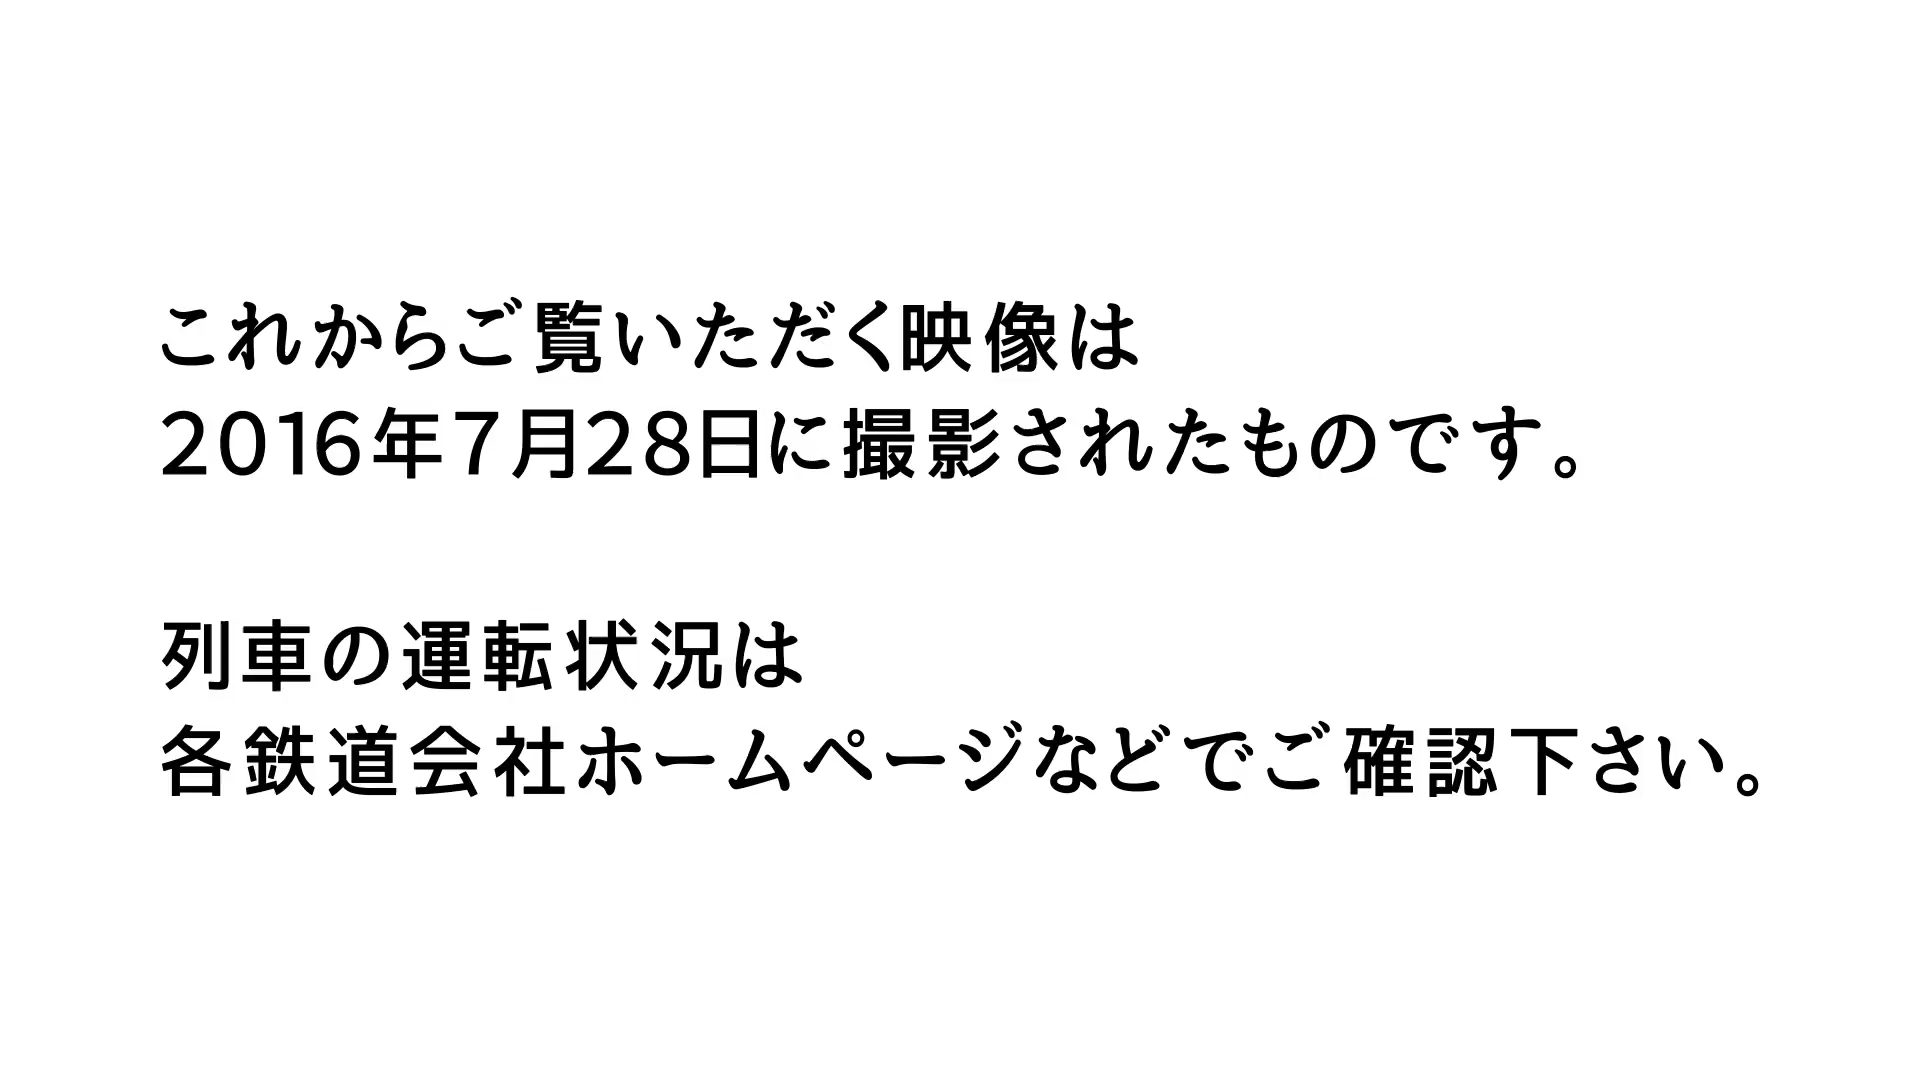 これからご覧いただく映像は
2016年7月28日に撮影されたものです。
列車の運転状況は
各鉄道会社ホームページなどでご確認下さい。